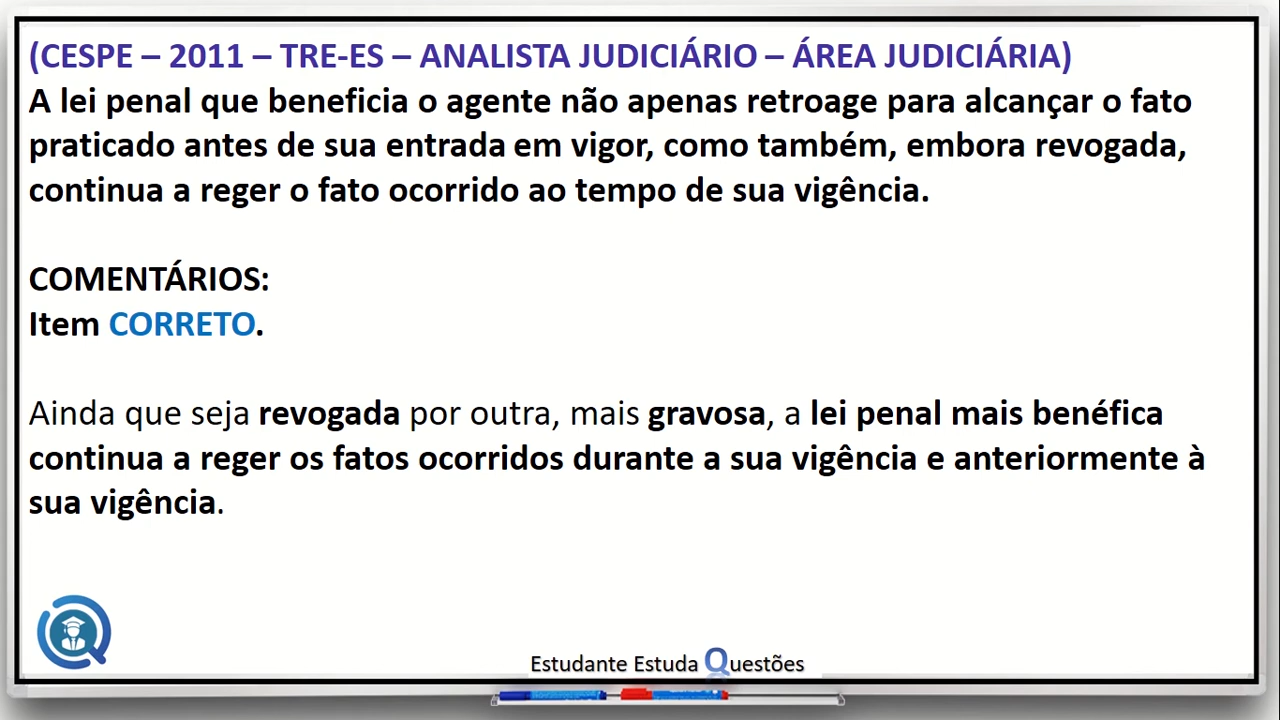 (CESPE – 2011 – TRE-ES – ANALISTA JUDICIÁRIO – ÁREA JUDICIÁRIA)
A lei penal que beneficia o agente não apenas retroage para alcançar o fato
praticado antes de sua entrada em vigor, como também, embora revogada,
continua a reger o fato ocorrido ao tempo de sua vigência.
COMENTÁRIOS:
Item CORRETO.
Ainda que seja revogada por outra, mais gravosa, a lei penal mais benéfica
continua a reger os fatos ocorridos durante a sua vigência e anteriormente à
sua vigência.
Estudante Estuda Questões